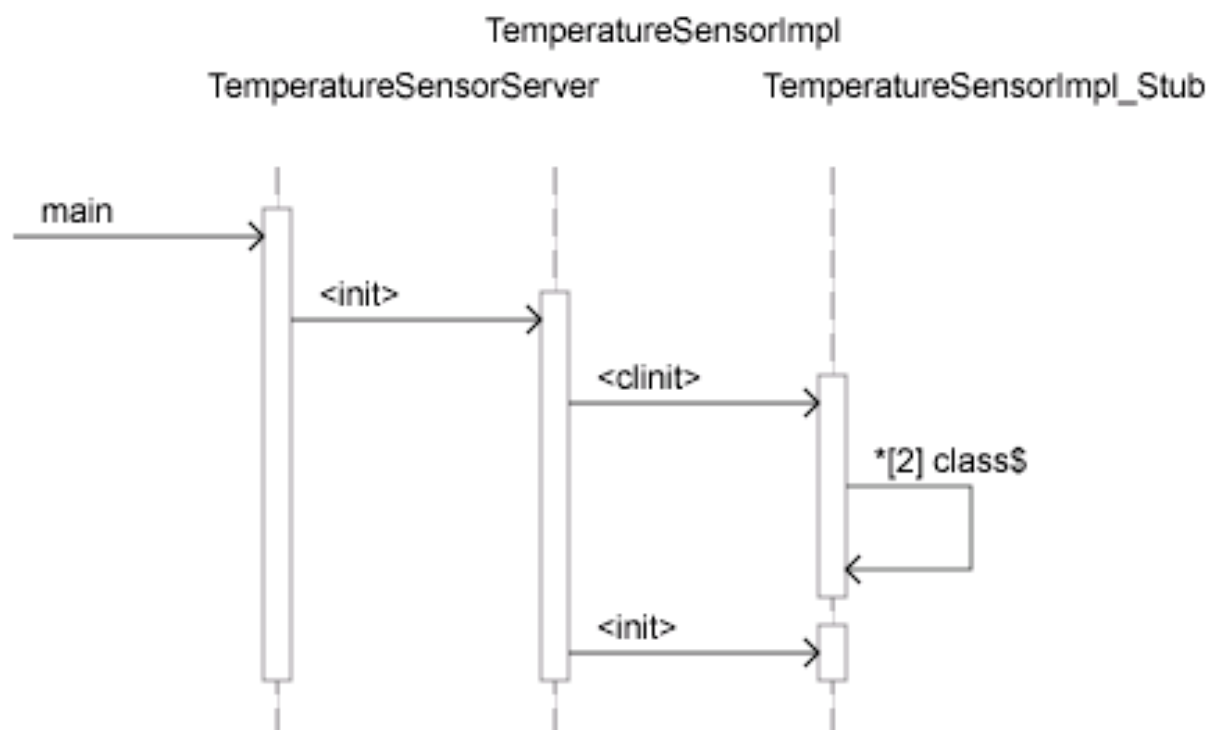 TemperatureSensorImpl
TemperatureSensorServer TemperatureSensorImpl_Stub
main
<init>
<clinit>
*[2] class$
<init>